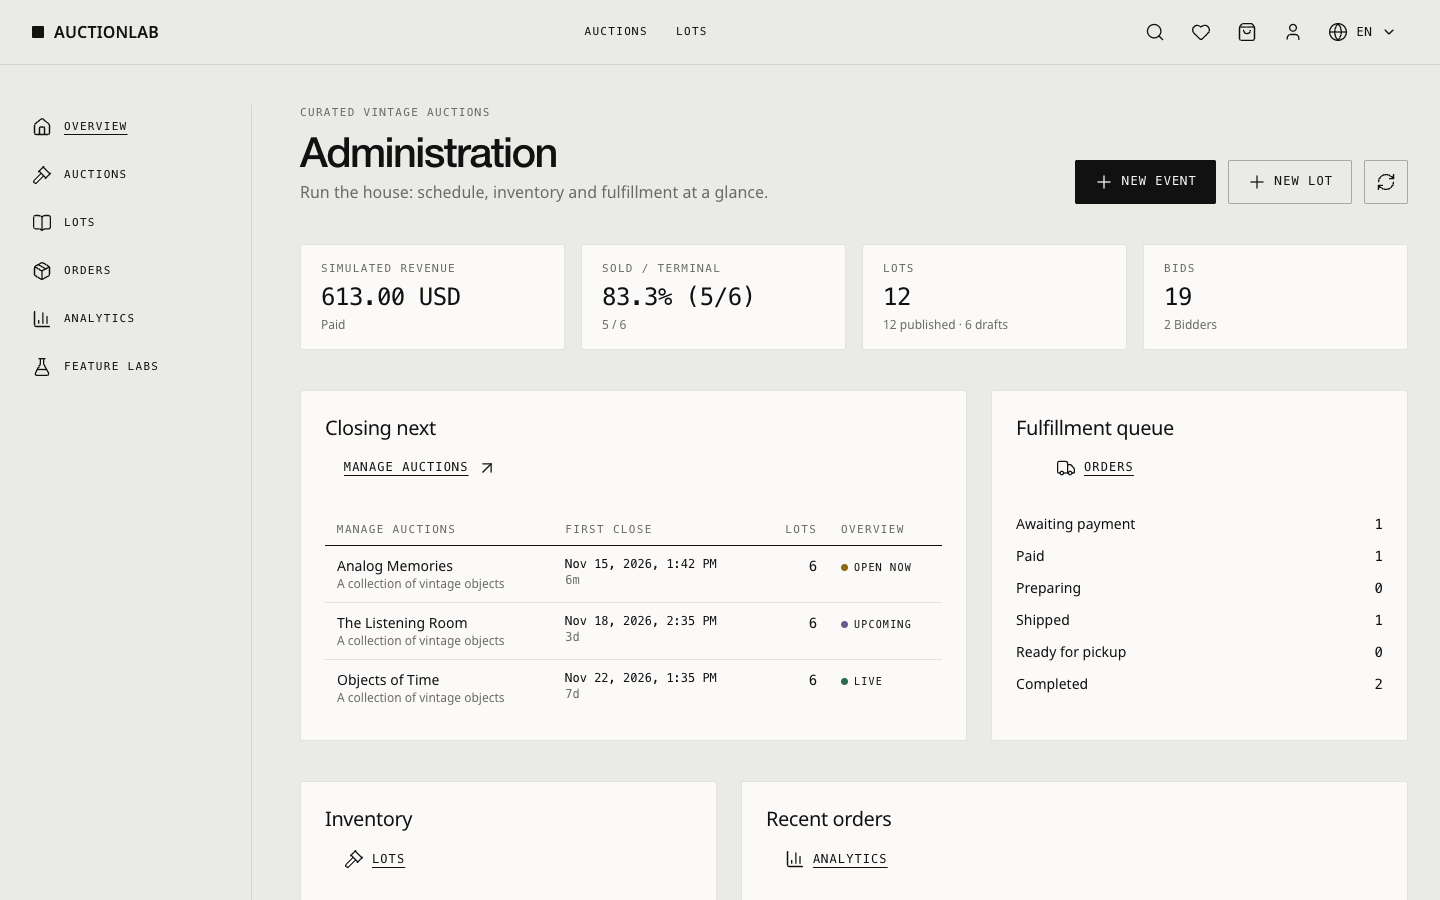 AUCTIONLAB
AUCTIONS
LOTS
EN
OVERVIEW
AUCTIONS
LOTS
ORDERS
ANALYTICS
FEATURE LABS
CURATED VINTAGE AUCTIONS
Administration
Run the house: schedule, inventory and fulfillment at a glance.
NEW EVENT
NEW LOT
SIMULATED REVENUE
613.00 USD
Paid
SOLD / TERMINAL
83.3% (5/6)
5 / 6
LOTS
12
12 published · 6 drafts
BIDS
19
2 Bidders
Closing next
MANAGE AUCTIONS
MANAGE AUCTIONS FIRST CLOSE LOTS OVERVIEW
Analog Memories Nov 15, 2026, 1:42 PM 6 OPEN NOW
A collection of vintage objects 6m
The Listening Room Nov 18, 2026, 2:35 PM 6 UPCOMING
A collection of vintage objects 3d
Objects of Time Nov 22, 2026, 1:35 PM 6 LIVE
A collection of vintage objects 7d
Fulfillment queue
ORDERS
Awaiting payment 1
Paid 1
Preparing 0
Shipped 1
Ready for pickup 0
Completed 2
Inventory
LOTS
Recent orders
ANALYTICS